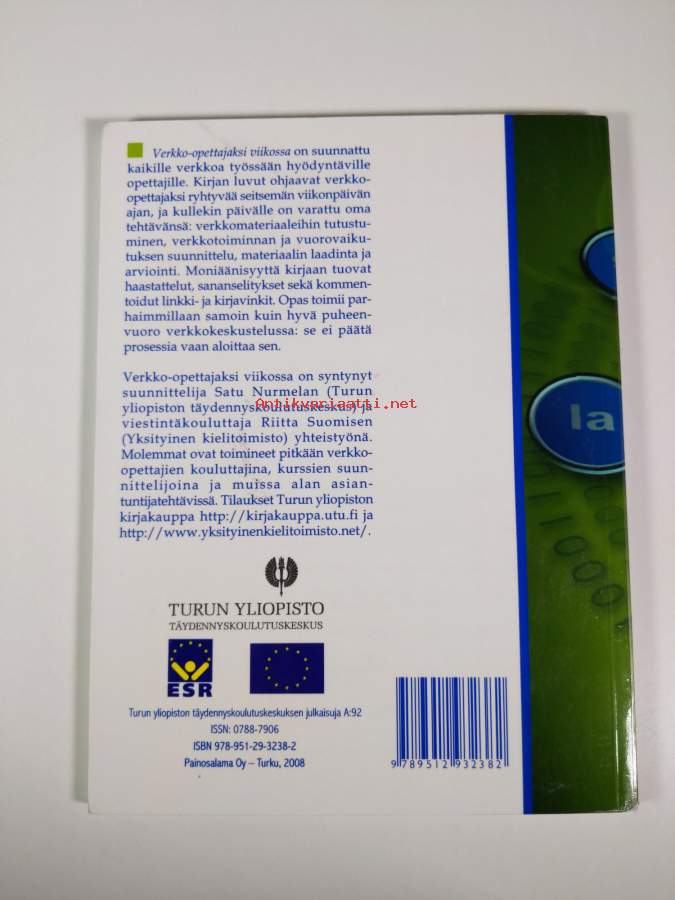 Verkko-opettajaksi viikossa on suunnattu
kaikille verkkoa työssään hyödyntäville
opettajille. Kirjan luvut ohjaavat verkko-
opettajaksi ryhtyvää seitsemän viikonpäivän
ajan, ja kullekin päivälle on varattu oma
tehtävänsä: verkkomateriaaleihin tutustu-
minen, verkkotoiminnan ja vuorovaiku-
tuksen suunnittelu, materiaalin laadinta ja
arviointi. Moniäänisyyttä kirjaan tuovat
haastattelut, sananselitykset sekä kommen-
toidut linkki- ja kirjavinkit. Opas toimii par-
haimmillaan samoin kuin hyvä puheen-
vuoro verkkokeskustelussa: se ei päätä
prosessia vaan aloittaa sen.
Verkko-opettajaksi viikossa on syntynyt
suunnittelija Satu Nurmelan (Turun
yliopiston täydennyskoulutuskeskus) ja
viestintäkouluttaja Riitta Suomisen
(Yksityinen kielitoimisto) yhteistyönä.
Molemmat ovat toimineet pitkään verkko-
opettajien kouluttajina, kurssien suun-
nittelijoina ja muissa alan asian-
tuntijatehtävissä. Tilaukset Turun yliopiston
kirjakauppa http://kirjakauppa.utu.fi ja
http://www.yksityinenkielitoimisto.net/.
Antikvariaatti.net
la
TURUN YLIOPISTO
TÄYDENNYSKOULUTUSKESKUS
ESR
Turun yliopiston täydennyskoulutuskeskuksen julkaisuja A:92
ISSN: 0788-7906
ISBN 978-951-29-3238-2
Painosalama Oy – Turku, 2008
9 789512 932382